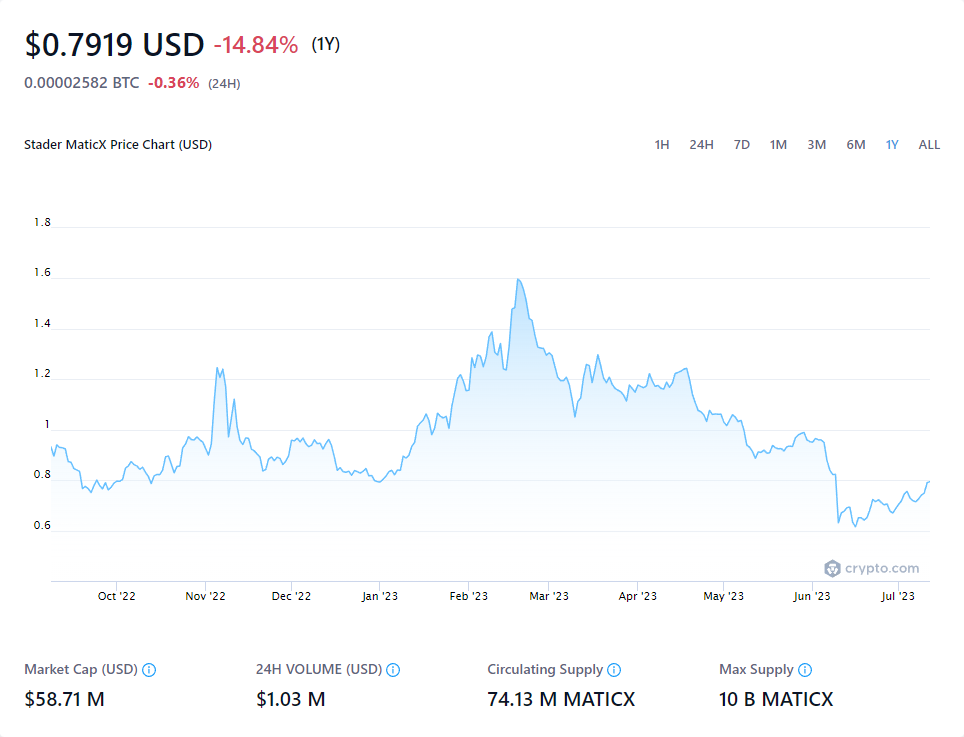 $0.7919 USD -14.84% (1Y)
0.00002582 BTC -0.36% (24H)
Stader MaticX Price Chart (USD) 1H 24H 7D 1M 3M 6M 1Y ALL
1.8
1.6
1.4
1.2
1
0.8
0.6
crypto.com
Oct '22 Nov '22 Dec '22 Jan '23 Feb '23 Mar '23 Apr '23 May '23 Jun '23 Jul '23
Market Cap (USD) 24H VOLUME (USD) Circulating Supply Max Supply
$58.71 M $1.03 M 74.13 M MATICX 10 B MATICX